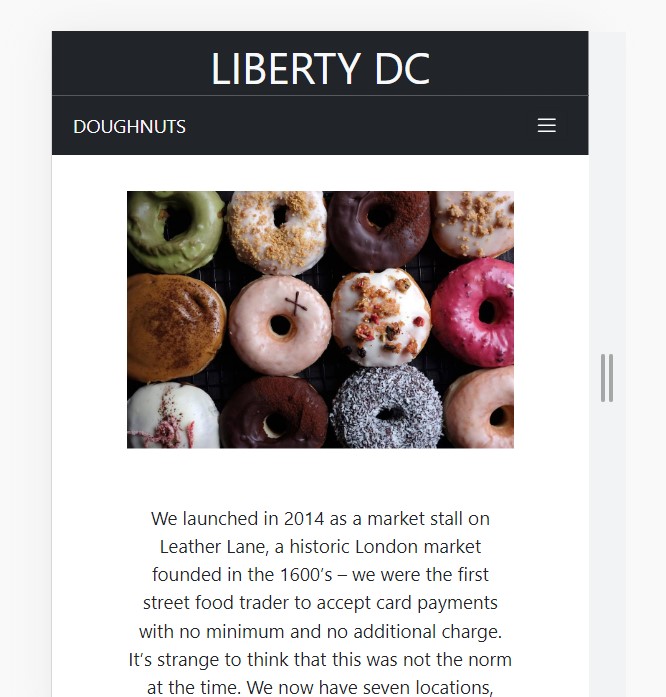 LIBERTY DC
DOUGHNUTS
We launched in 2014 as a market stall on
Leather Lane, a historic London market
founded in the 1600’s – we were the first
street food trader to accept card payments
with no minimum and no additional charge.
It’s strange to think that this was not the norm
at the time. We now have seven locations,